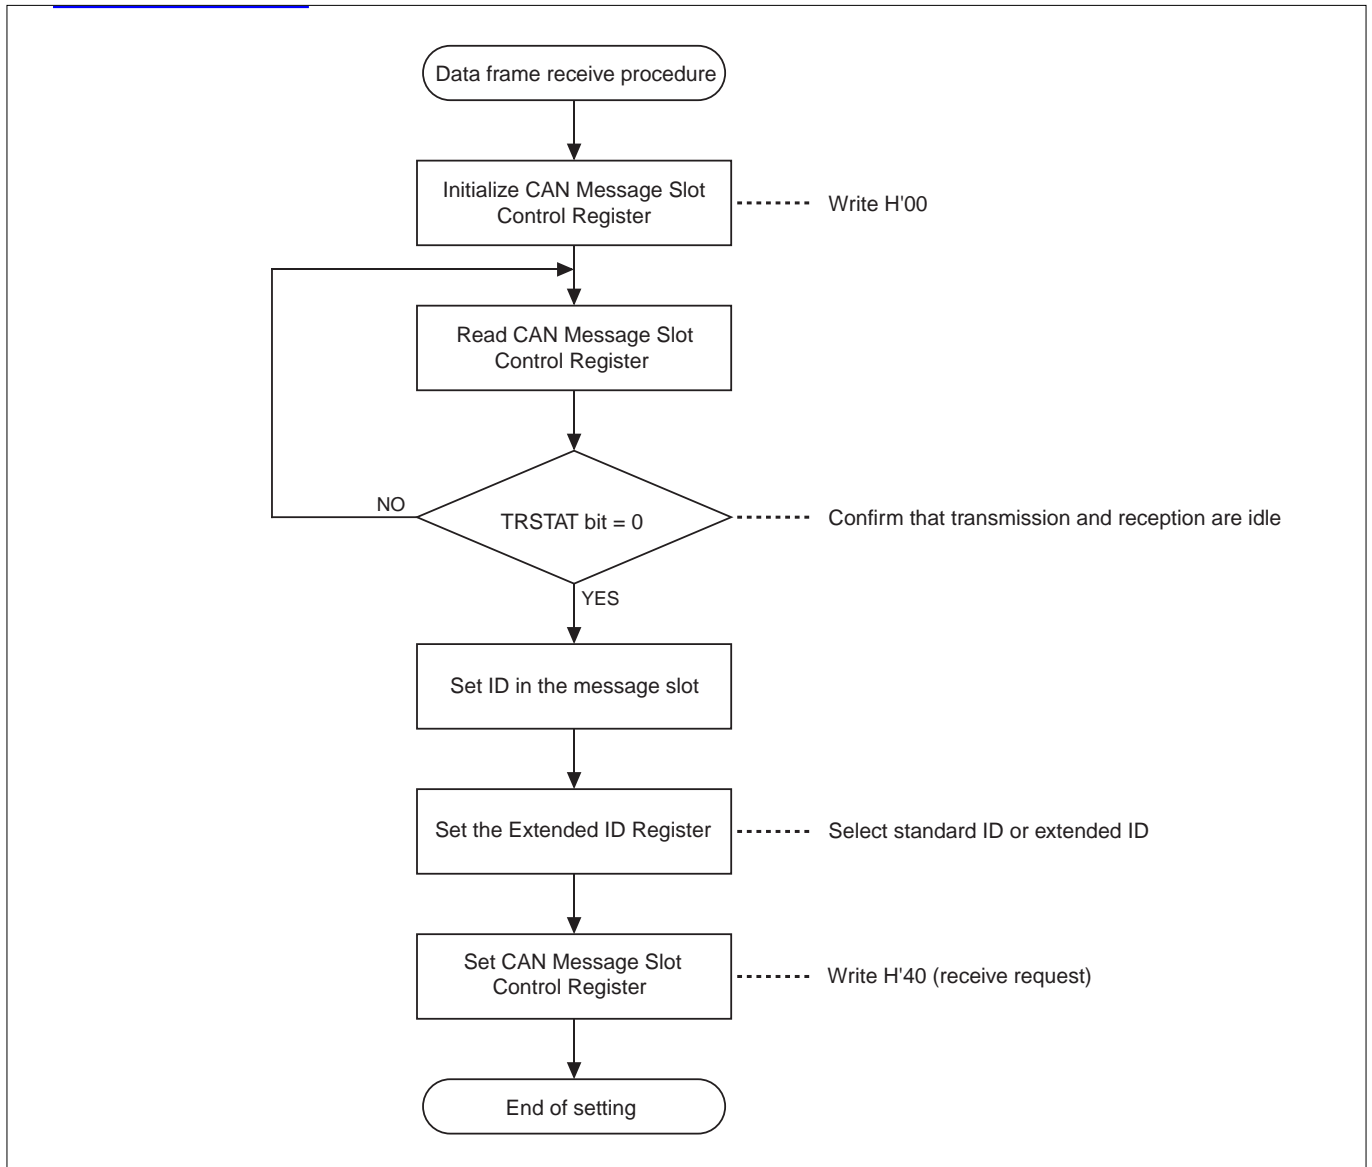 Data frame receive procedure
Initialize CAN Message Slot
Control Register
Write H'00
Read CAN Message Slot
Control Register
NO
TRSTAT bit = 0
Confirm that transmission and reception are idle
YES
Set ID in the message slot
Set the Extended ID Register
Select standard ID or extended ID
Set CAN Message Slot
Control Register
Write H'40 (receive request)
End of setting